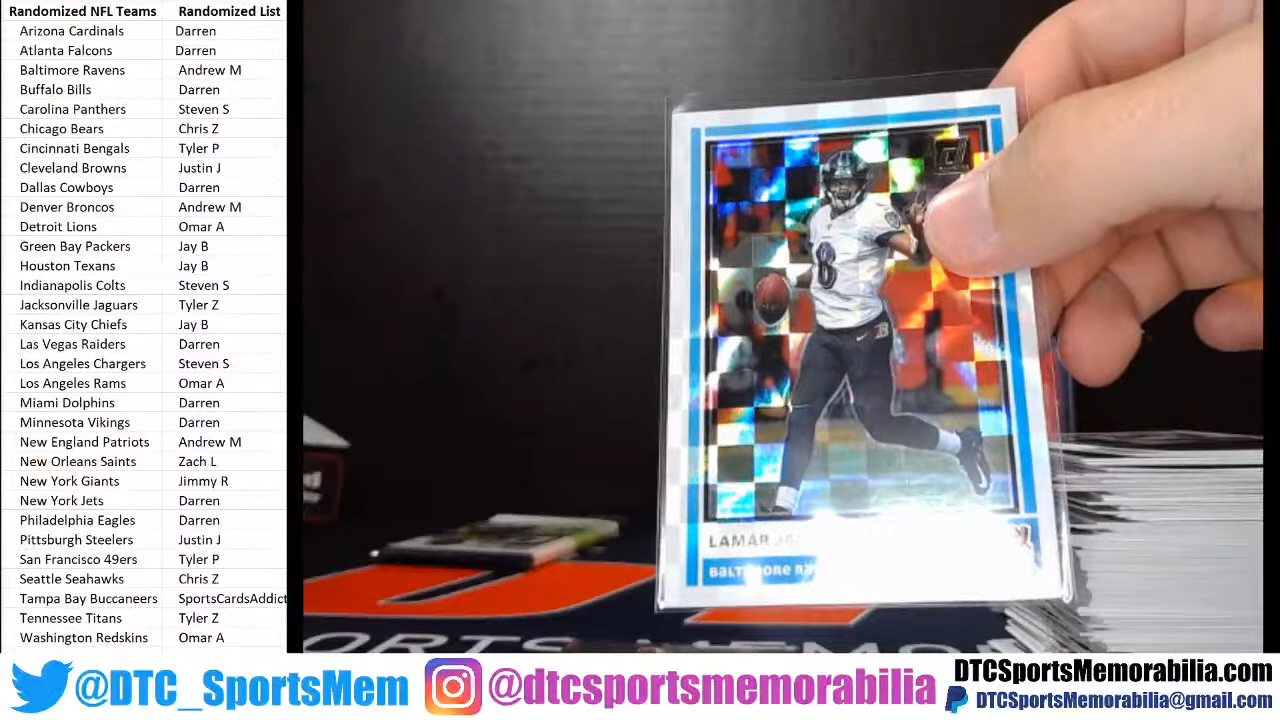 Randomized NFL Teams Randomized List
Arizona Cardinals Darren
Atlanta Falcons Darren
Baltimore Ravens Andrew M
Buffalo Bills Darren
Carolina Panthers Steven S
Chicago Bears Chris Z
Cincinnati Bengals Tyler P
Cleveland Browns Justin J
Dallas Cowboys Darren
Denver Broncos Andrew M
Detroit Lions Omar A
Green Bay Packers Jay B
Houston Texans Jay B
Indianapolis Colts Steven S
Jacksonville Jaguars Tyler Z
Kansas City Chiefs Jay B
Las Vegas Raiders Darren
Los Angeles Chargers Steven S
Los Angeles Rams Omar A
Miami Dolphins Darren
Minnesota Vikings Darren
New England Patriots Andrew M
New Orleans Saints Zach L
New York Giants Jimmy R
New York Jets Darren
Philadelphia Eagles Darren
Pittsburgh Steelers Justin J
San Francisco 49ers Tyler P
Seattle Seahawks Chris Z
Tampa Bay Buccaneers SportsCardsAddict
Tennessee Titans Tyler Z
Washington Redskins Omar A
8
LAMAR
BALTIMORE
@DTC_SportsMem
@dtcsportsmemorabilia
DTCSportsMemorabilia.com
DTCSportsMemorabilia@gmail.com